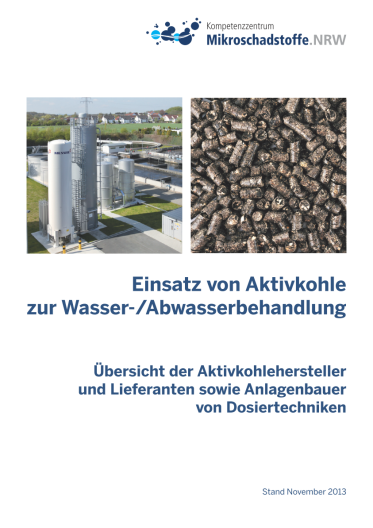 Kompetenzzentrum
Mikroschadstoffe.NRW
Einsatz von Aktivkohle
zur Wasser-/Abwasserbehandlung
Übersicht der Aktivkohlehersteller
und Lieferanten sowie Anlagenbauer
von Dosiertechniken
Stand November 2013